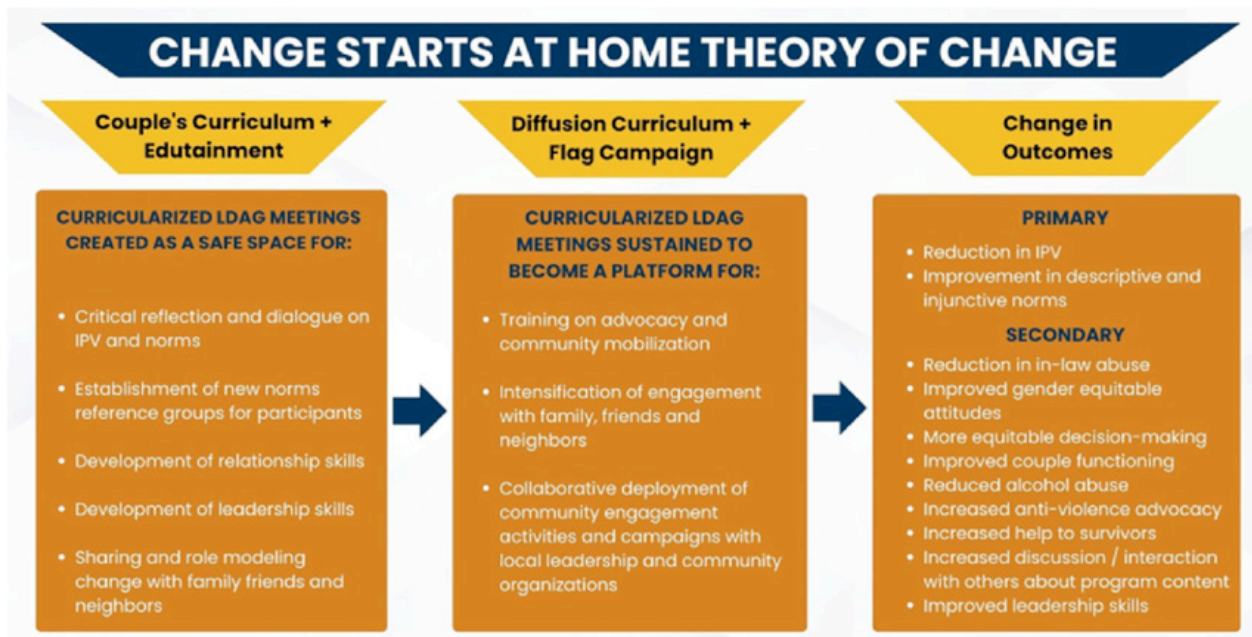 CHANGE STARTS AT HOME THEORY OF CHANGE
Couple's Curriculum +
Edutainment
CURRICULARIZED LDAG MEETINGS
CREATED AS A SAFE SPACE FOR:
• Critical reflection and dialogue on
IPV and norms
• Establishment of new norms
reference groups for participants
• Development of relationship skills
• Development of leadership skills
• Sharing and role modeling
change with family friends and
neighbors
Diffusion Curriculum +
Flag Campaign
CURRICULARIZED LDAG
MEETINGS SUSTAINED TO
BECOME A PLATFORM FOR:
• Training on advocacy and
community mobilization
• Intensification of engagement
with family, friends and
neighbors
• Collaborative deployment of
community engagement
activities and campaigns with
local leadership and community
organizations
Change in
Outcomes
PRIMARY
• Reduction in IPV
• Improvement in descriptive and
injunctive norms
SECONDARY
• Reduction in in-law abuse
• Improved gender equitable
attitudes
• More equitable decision-making
• Improved couple functioning
• Reduced alcohol abuse
• Increased anti-violence advocacy
• Increased help to survivors
• Increased discussion / interaction
with others about program content
• Improved leadership skills